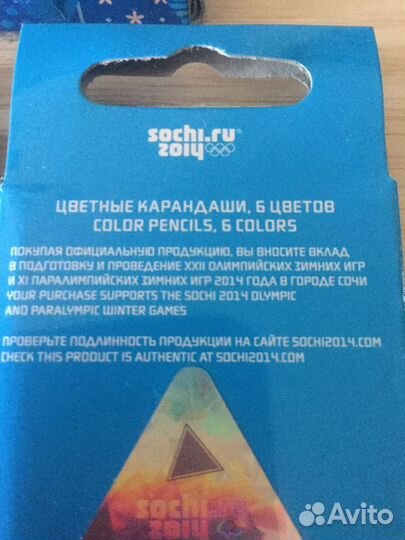 sochi.ru
2014
ЦВЕТНЫЕ КАРАНДАШИ, 6 ЦВЕТОВ
COLOR PENCILS, 6 COLORS
ПОКУПАЯ ОФИЦИАЛЬНУЮ ПРОДУКЦИЮ, ВЫ ВНОСИТЕ ВКЛАД
В ПОДГОТОВКУ И ПРОВЕДЕНИЕ XXII ОЛИМПИЙСКИХ ЗИМНИХ ИГР
И XI ПАРАЛИМПИЙСКИХ ЗИМНИХ ИГР 2014 ГОДА В ГОРОДЕ СОЧИ
YOUR PURCHASE SUPPORTS THE SOCHI 2014 OLYMPIC
AND PARALYMPIC WINTER GAMES
ПРОВЕРЬТЕ ПОДЛИННОСТЬ ПРОДУКЦИИ НА САЙТЕ SOCHI2014.COM
CHECK THIS PRODUCT IS AUTHENTIC AT SOCHI2014.COM
sochi.ru
2014
Avito